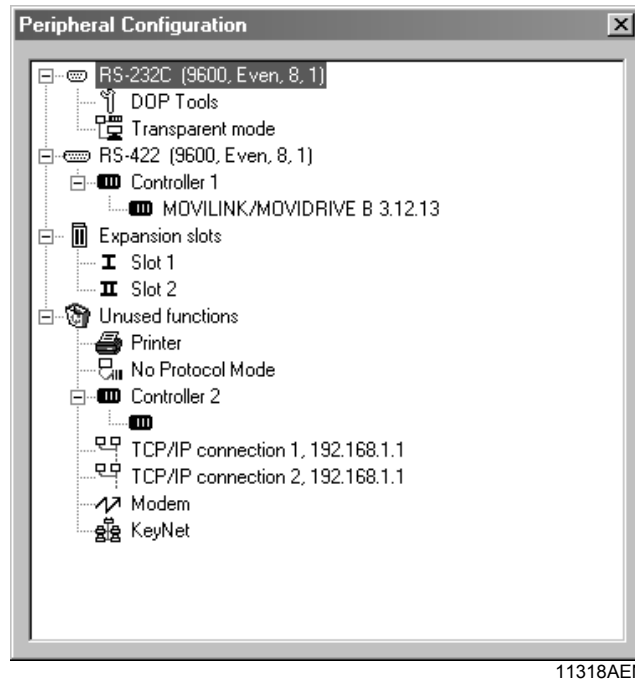 Peripheral Configuration
RS-232C (9600, Even, 8, 1)
DOP Tools
Transparent mode
RS-422 (9600, Even, 8, 1)
Controller 1
MOVILINK/MOVIDRIVE B 3.12.13
Expansion slots
I Slot 1
II Slot 2
Unused functions
Printer
No Protocol Mode
Controller 2
TCP/IP connection 1, 192.168.1.1
TCP/IP connection 2, 192.168.1.1
Modem
KeyNet
11318AE